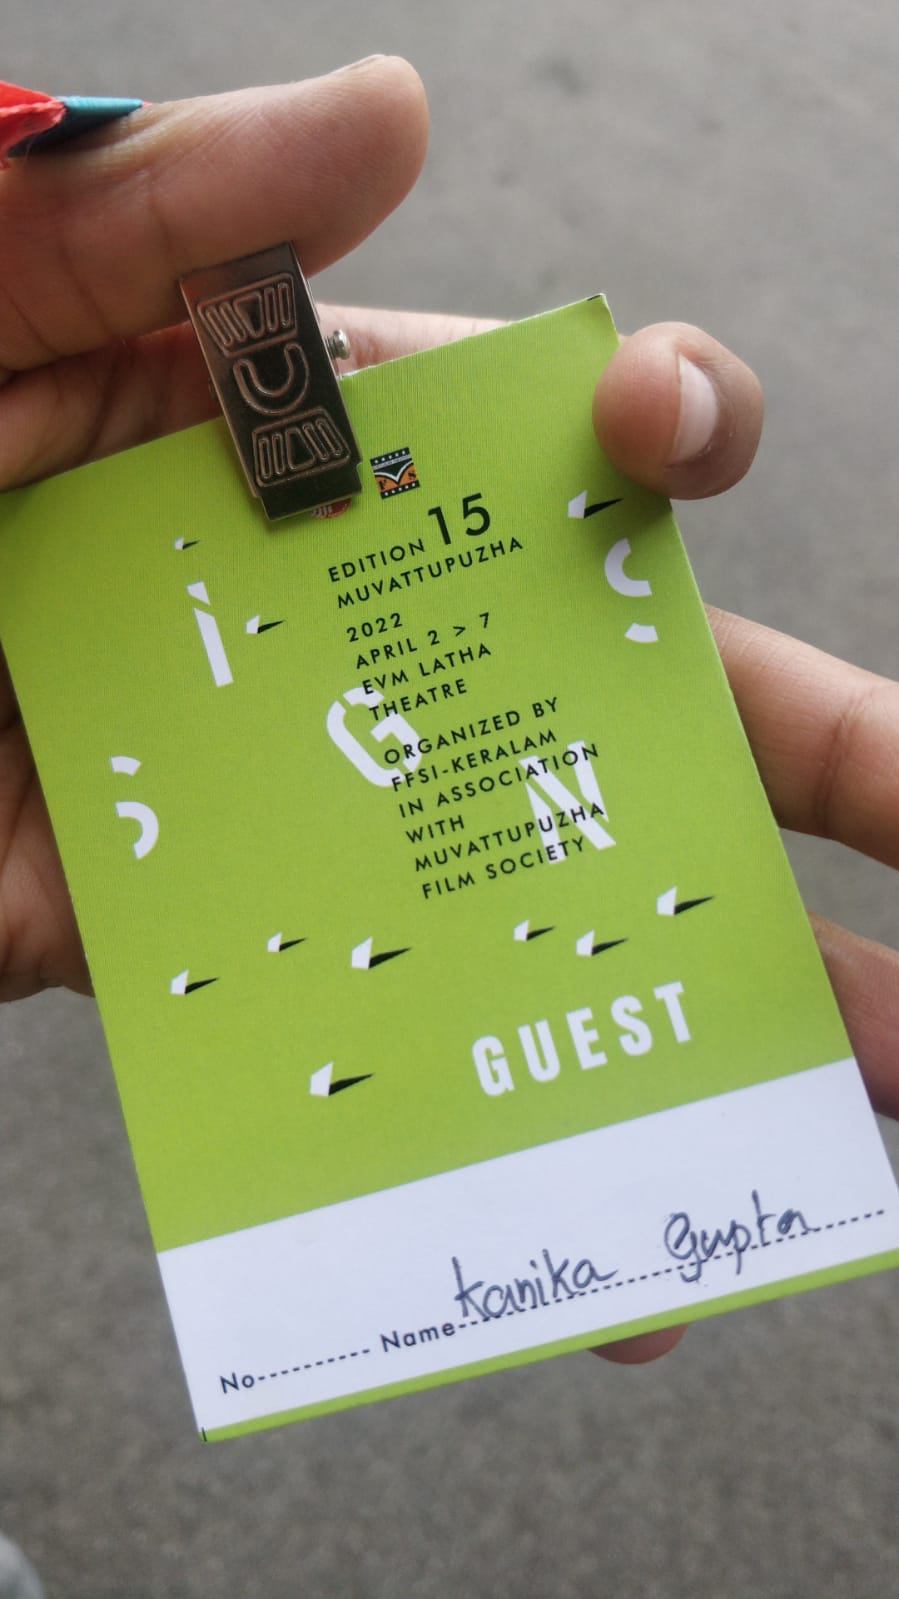 EDITION 15
MUVATTUPUZHA
2022
APRIL 2 > 7
EVM LATHA
THEATRE
ORGANIZED BY
FFSI-KERALAM
IN ASSOCIATION
WITH
MUVATTUPUZHA
FILM SOCIETY
S
i
G
N
S
GUEST
No---------- Name Kanika Gupta